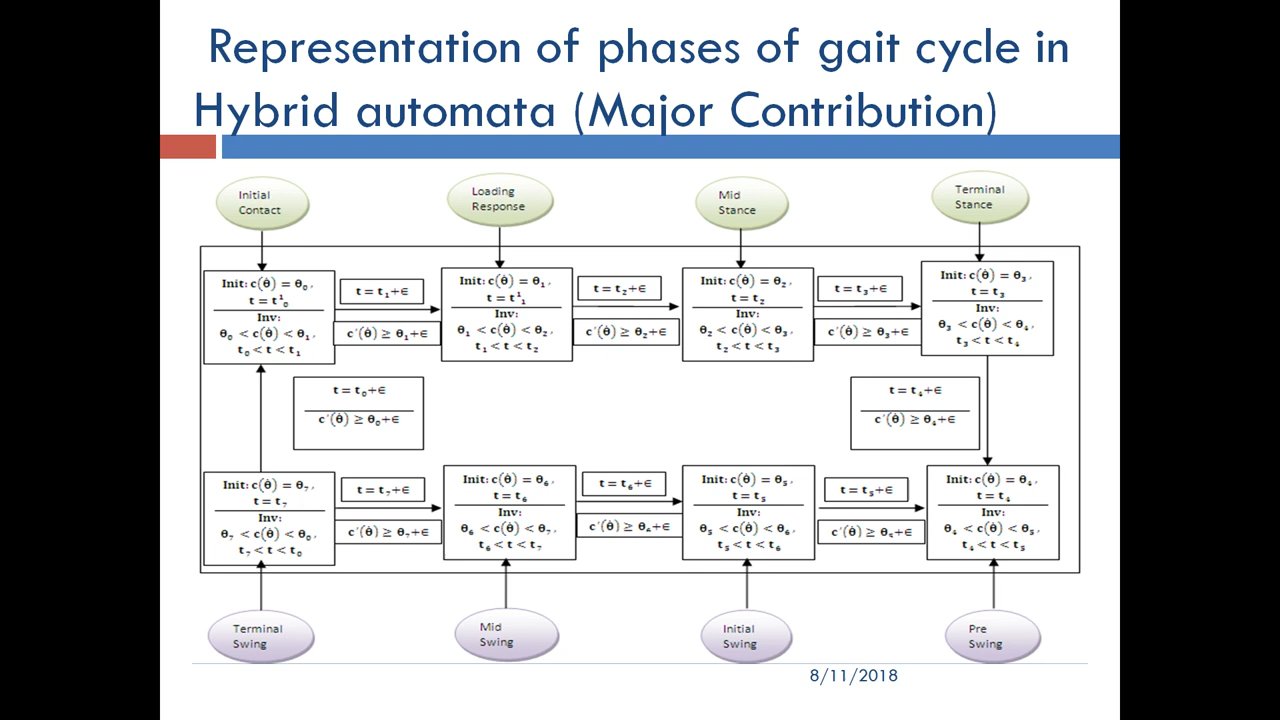 Representation of phases of gait cycle in
Hybrid automata (Major Contribution)
Initial
Contact
Loading
Response
Mid
Stance
Terminal
Stance
Init: c(θ̇) = θ₀,
t = t¹₀
Inv:
θ₀ < c(θ̇) < θ₁,
t₀ < t < t₁
t = t₁+∈
c′(θ̇) ≥ θ₁+∈
Init: c(θ̇) = θ₁,
t = t¹₁
Inv:
θ₁ < c(θ̇) < θ₂,
t₁ < t < t₂
t = t₂+∈
c′(θ̇) ≥ θ₂+∈
Init: c(θ̇) = θ₂,
t = t₂
Inv:
θ₂ < c(θ̇) < θ₃,
t₂ < t < t₃
t = t₃+∈
c′(θ̇) ≥ θ₃+∈
Init: c(θ̇) = θ₃,
t = t₃
Inv:
θ₃ < c(θ̇) < θ₄,
t₃ < t < t₄
t = t₀+∈
c′(θ̇) ≥ θ₀+∈
t = t₄+∈
c′(θ̇) ≥ θ₄+∈
Init: c(θ̇) = θ₇,
t = t₇
Inv:
θ₇ < c(θ̇) < θ₀,
t₇ < t < t₀
t = t₇+∈
c′(θ̇) ≥ θ₇+∈
Init: c(θ̇) = θ₆,
t = t₆
Inv:
θ₆ < c(θ̇) < θ₇,
t₆ < t < t₇
t = t₆+∈
c′(θ̇) ≥ θ₆+∈
Init: c(θ̇) = θ₅,
t = t₅
Inv:
θ₅ < c(θ̇) < θ₆,
t₅ < t < t₆
t = t₅+∈
c′(θ̇) ≥ θ₅+∈
Init: c(θ̇) = θ₄,
t = t₄
Inv:
θ₄ < c(θ̇) < θ₅,
t₄ < t < t₅
Terminal
Swing
Mid
Swing
Initial
Swing
Pre
Swing
8/11/2018